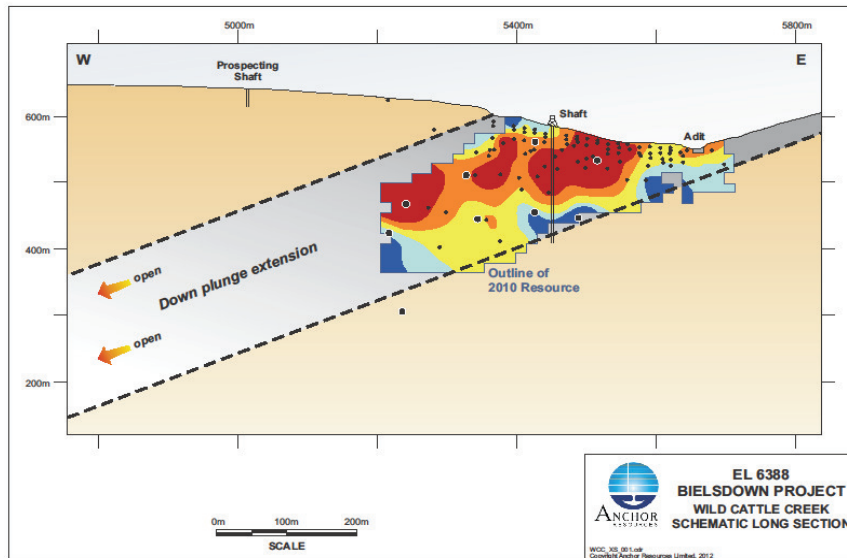 5000m
5400m
5800m
W
E
Prospecting
Shaft
Shaft
Adit
600m
400m
200m
open
open
Down plunge extension
Outline of
2010 Resource
0m
100m
200m
SCALE
ANCHOR
RESOURCES
EL 6388
BIELSDOWN PROJECT
WILD CATTLE CREEK
SCHEMATIC LONG SECTION
WCC_XS_001.cdr
Copyright Anchor Resources Limited, 2012